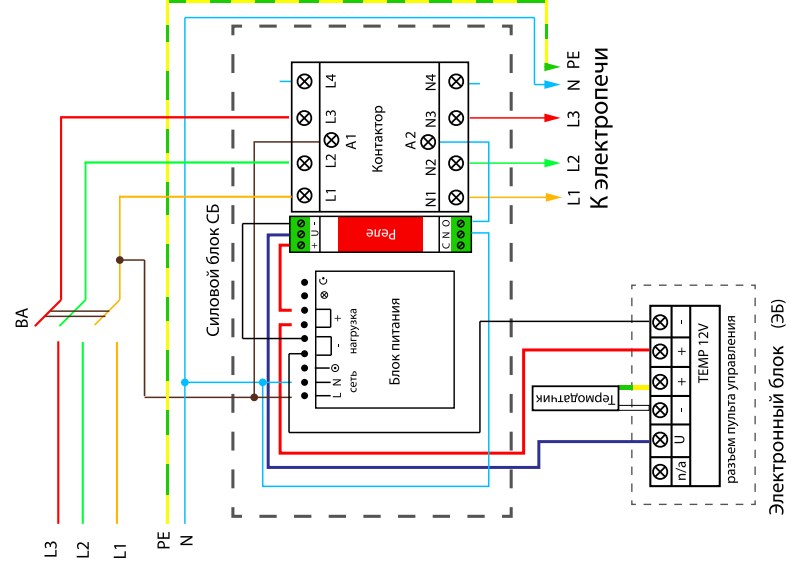 PE
N
L3
L2
L1
К электропечи
L4
L3
L2
L1
A1
Контактор
A2
N4
N3
N2
N1
+ U -
Реле
C N O
Силовой блок СБ
ВА
+
-
нагрузка
сеть
L N
Блок питания
L3
L2
L1
PE
N
Термодатчик
-
+
+
-
U
n/a
TEMP 12V
разъем пульта управления
Электронный блок (ЭБ)